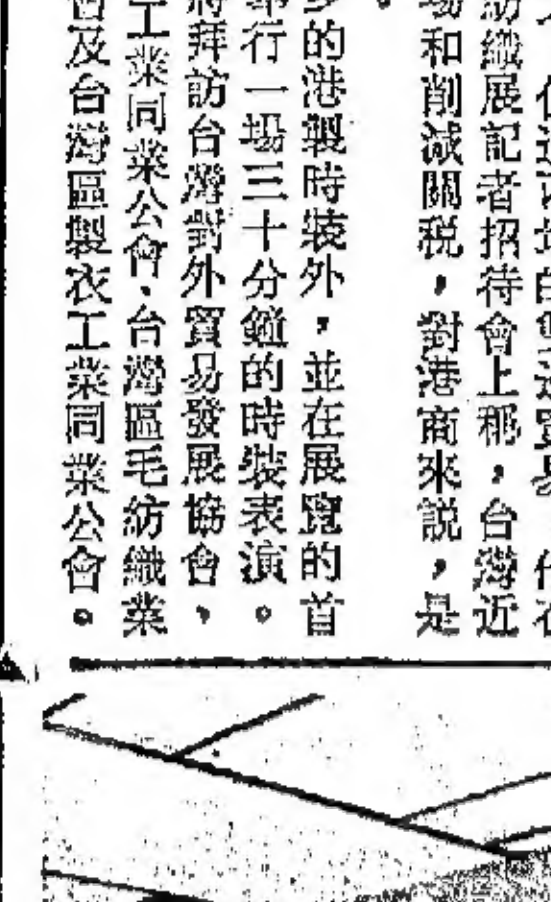 紡織展記者招待會上稱，台灣近
場和削減關稅，對港商來説，是
。
多的港製時裝外，並在展覽的首
舉行一場三十分鐘的時裝表演。
將拜訪台灣對外貿易發展協會、
工業同業公會、台灣區毛紡織業
會及台灣區製衣工業同業公會。